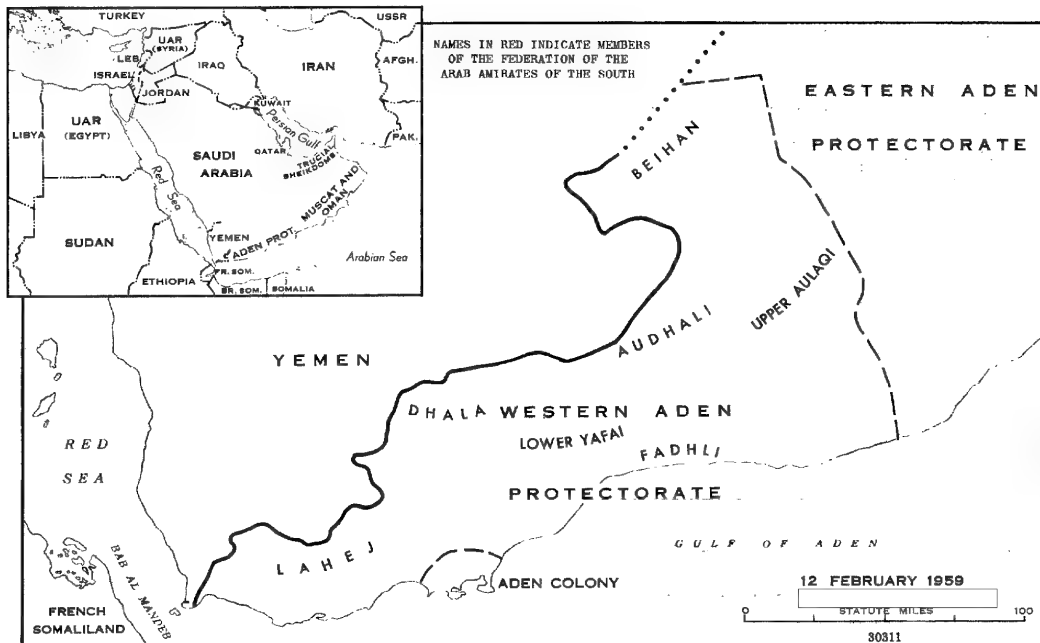 TURKEY
USSR
UAR
(SYRIA)
LEB.
ISRAEL
IRAQ
IRAN
AFGH.
JORDAN
KUWAIT
Persian Gulf
LIBYA
UAR
(EGYPT)
SAUDI
ARABIA
QATAR
TRUCIAL
SHEIKDOMS
PAK.
Red Sea
MUSCAT AND
OMAN
SUDAN
YEMEN
ADEN PROT.
Arabian Sea
ETHIOPIA
FR. SOM.
BR. SOM.
SOMALIA
NAMES IN RED INDICATE MEMBERS
OF THE FEDERATION OF THE
ARAB AMIRATES OF THE SOUTH
EASTERN ADEN
PROTECTORATE
BEIHAN
UPPER AULAQI
AUDHALI
YEMEN
DHALA
WESTERN ADEN
LOWER YAFAI
FADHLI
PROTECTORATE
RED
SEA
LAHEJ
GULF OF ADEN
BAB AL MANDEB
ADEN COLONY
FRENCH
SOMALILAND
12 FEBRUARY 1959
0 STATUTE MILES 100
30311